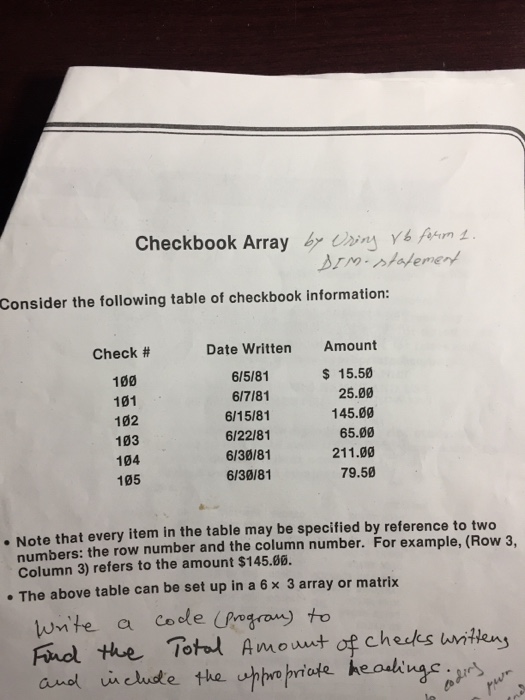 Checkbook Array by Using Vb form 1.
DIM-statement
Consider the following table of checkbook information:
Check # Date Written Amount
100 6/5/81 $ 15.50
101 6/7/81 25.00
102 6/15/81 145.00
103 6/22/81 65.00
104 6/30/81 211.00
105 6/30/81 79.50
• Note that every item in the table may be specified by reference to two
numbers: the row number and the column number. For example, (Row 3,
Column 3) refers to the amount $145.00.
• The above table can be set up in a 6 x 3 array or matrix
Write a code (Program) to
Find the Total Amount of checks written
and include the appropriate headings.